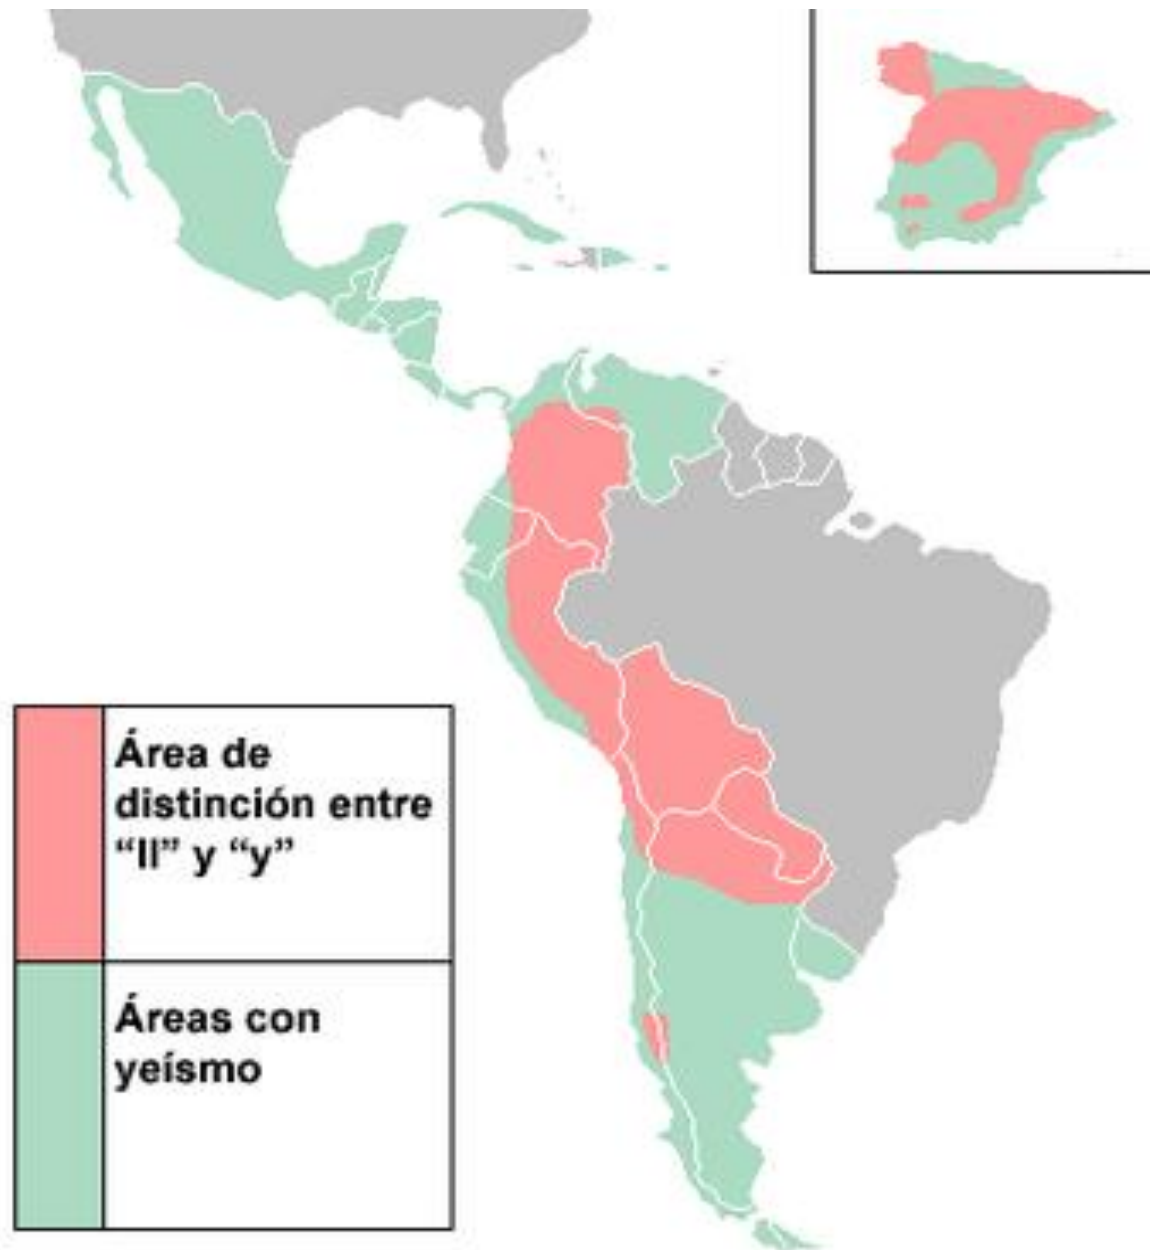 Área de
distinción entre
“ll” y “y”
Áreas con
yeísmo